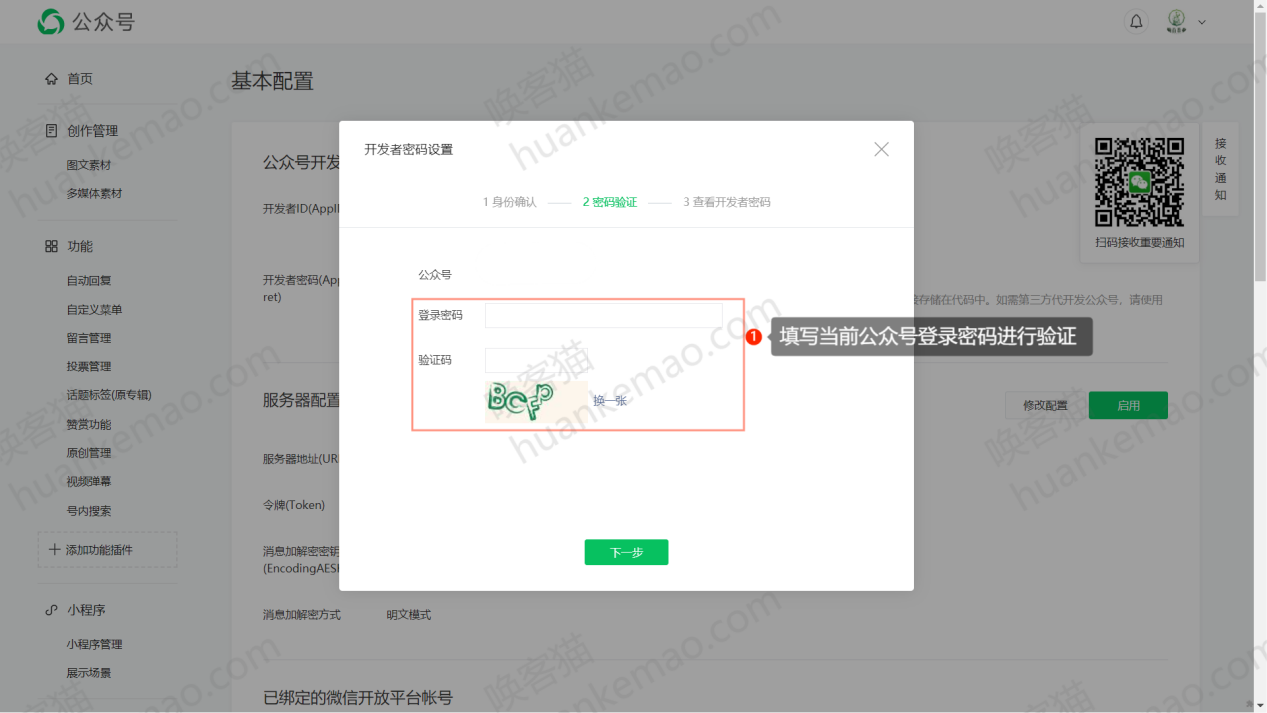 公众号
首页
创作管理
图文素材
多媒体素材
功能
自动回复
自定义菜单
留言管理
投票管理
话题标签(原专辑)
赞赏功能
原创管理
视频弹幕
号内搜索
添加功能插件
小程序
小程序管理
展示场景
基本配置
公众号开发
开发者ID(AppI
开发者密码(App
ret)
存储在代码中。如需第三方代开发公众号，请使用
服务器配置
修改配置
启用
服务器地址(UR
令牌(Token)
消息加解密密钥
(EncodingAES
消息加解密方式 明文模式
已绑定的微信开放平台帐号
开发者密码设置
1 身份确认
2 密码验证
3 查看开发者密码
公众号
登录密码
验证码
BCFP
换一张
下一步
1
填写当前公众号登录密码进行验证
扫码接收重要通知
接收通知
唤客猫
huankemao.com